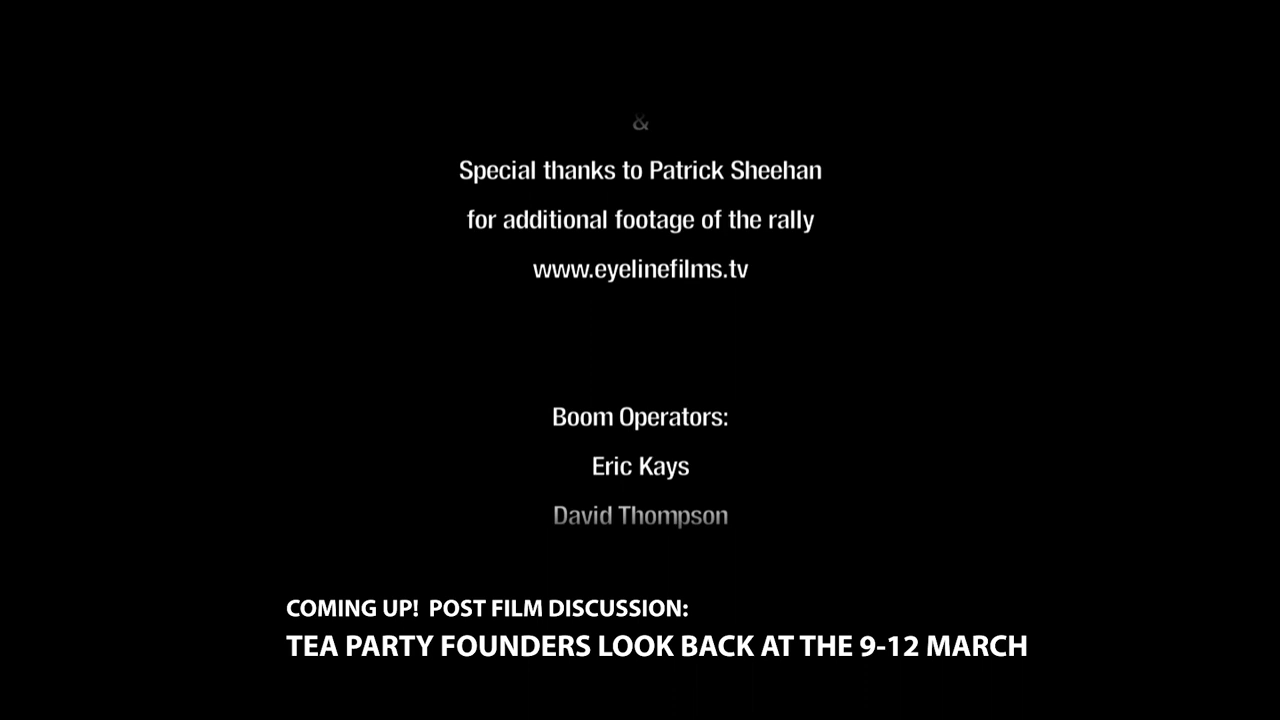 &
Special thanks to Patrick Sheehan
for additional footage of the rally
www.eyelinefilms.tv
Boom Operators:
Eric Kays
David Thompson
COMING UP! POST FILM DISCUSSION:
TEA PARTY FOUNDERS LOOK BACK AT THE 9-12 MARCH